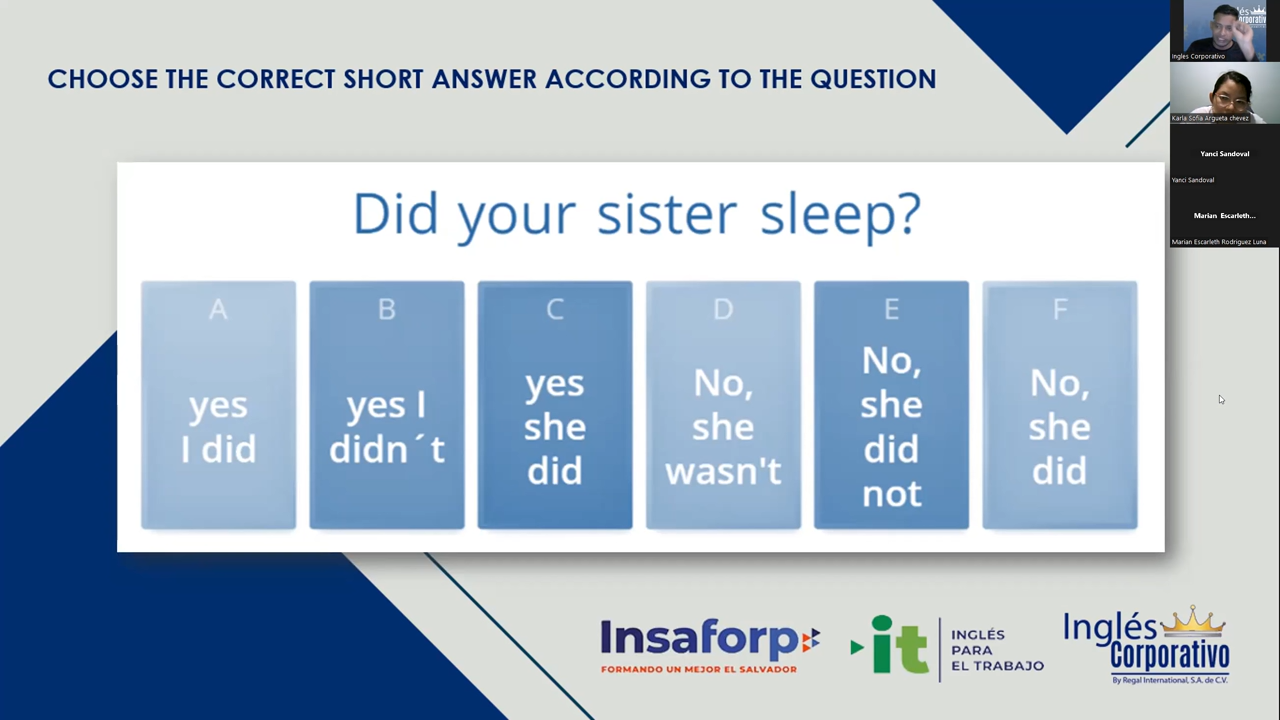 CHOOSE THE CORRECT SHORT ANSWER ACCORDING TO THE QUESTION
Did your sister sleep?
A
yes
I did
B
yes I
didn´t
C
yes
she
did
D
No,
she
wasn't
E
No,
she
did
not
F
No,
she
did
Insaforp
FORMANDO UN MEJOR EL SALVADOR
it
INGLÉS
PARA
EL TRABAJO
Inglés
Corporativo
By Regal International, S.A. de C.V.
Ingles Corporativo
Karla Sofia Argueta chevez
Yanci Sandoval
Yanci Sandoval
Marian Escarleth...
Marian Escarleth Rodriguez Luna